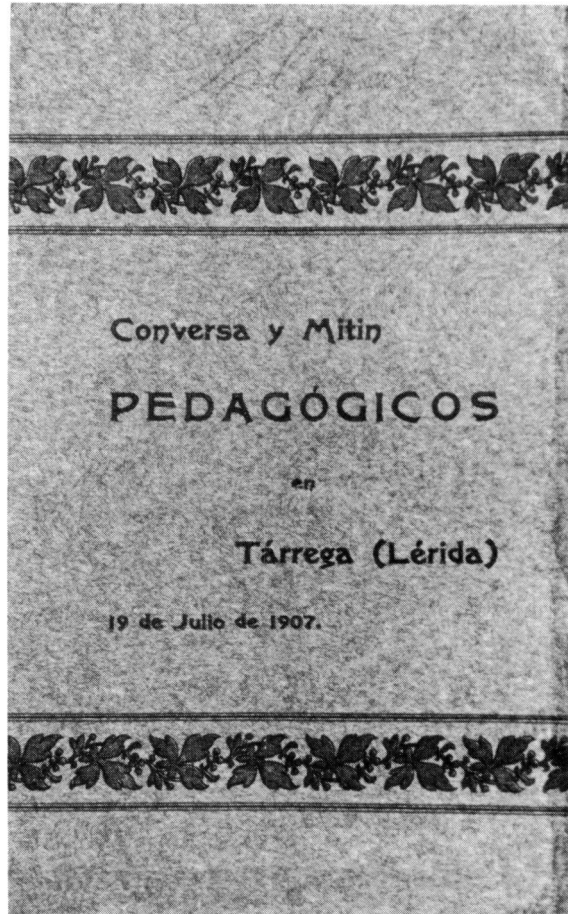 Conversa y Mitin
PEDAGÓGICOS
en
Tárrega (Lérida)
19 de Julio de 1907.